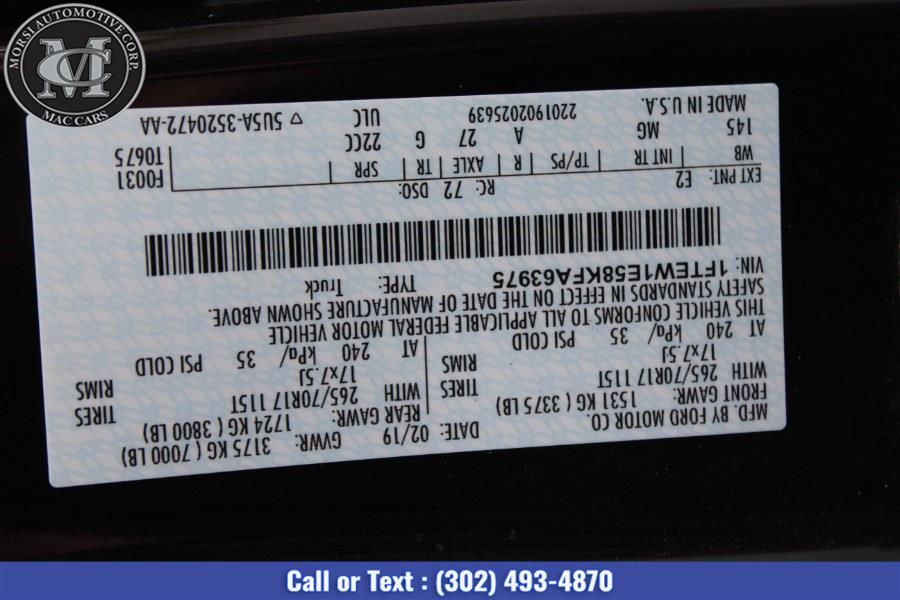 MORSI AUTOMOTIVE CORP.
MC
MAC CARS
MFD. BY FORD MOTOR CO.
DATE: 02/19 GVWR: 3175 KG ( 7000 LB)
FRONT GAWR: 1531 KG ( 3375 LB) REAR GAWR: 1724 KG ( 3800 LB)
WITH 265/70R17 115T TIRES WITH 265/70R17 115T TIRES
17x7.5J RIMS 17x7.5J RIMS
AT 240 kPa/ 35 PSI COLD AT 240 kPa/ 35 PSI COLD
THIS VEHICLE CONFORMS TO ALL APPLICABLE FEDERAL MOTOR VEHICLE
SAFETY STANDARDS IN EFFECT ON THE DATE OF MANUFACTURE SHOWN ABOVE.
VIN: 1FTEW1E58KFA63975 TYPE: Truck
EXT PNT: E2 RC: 72 DSO: F0031
WB INT TR TP/PS R AXLE TR SPR T0675
145 MG A 27 G 22CC
MADE IN U.S.A. 2201902025639 ULC ▽ 5U5A-3520472-AA
Call or Text : (302) 493-4870